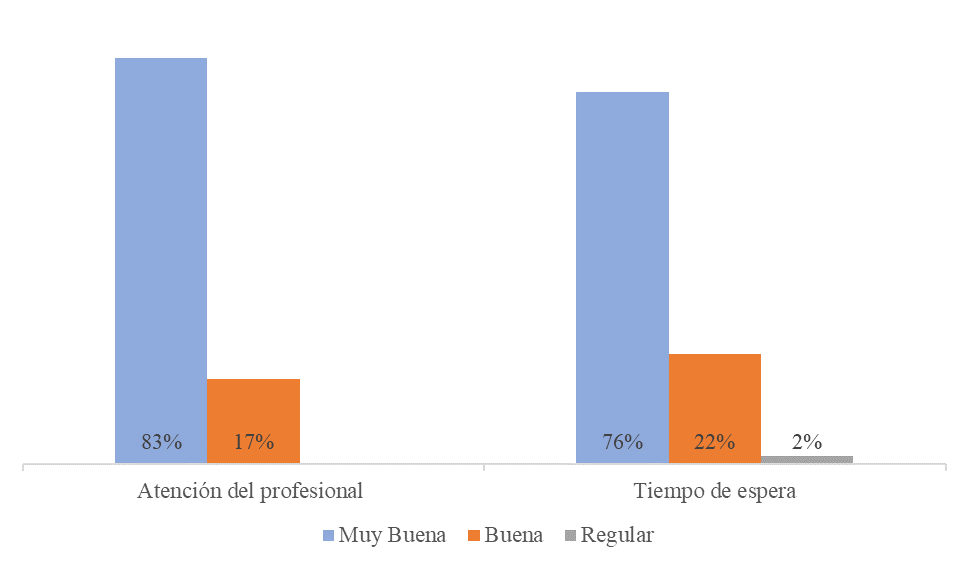 83% 17% 76% 22% 2%
Atención del profesional Tiempo de espera
Muy Buena Buena Regular